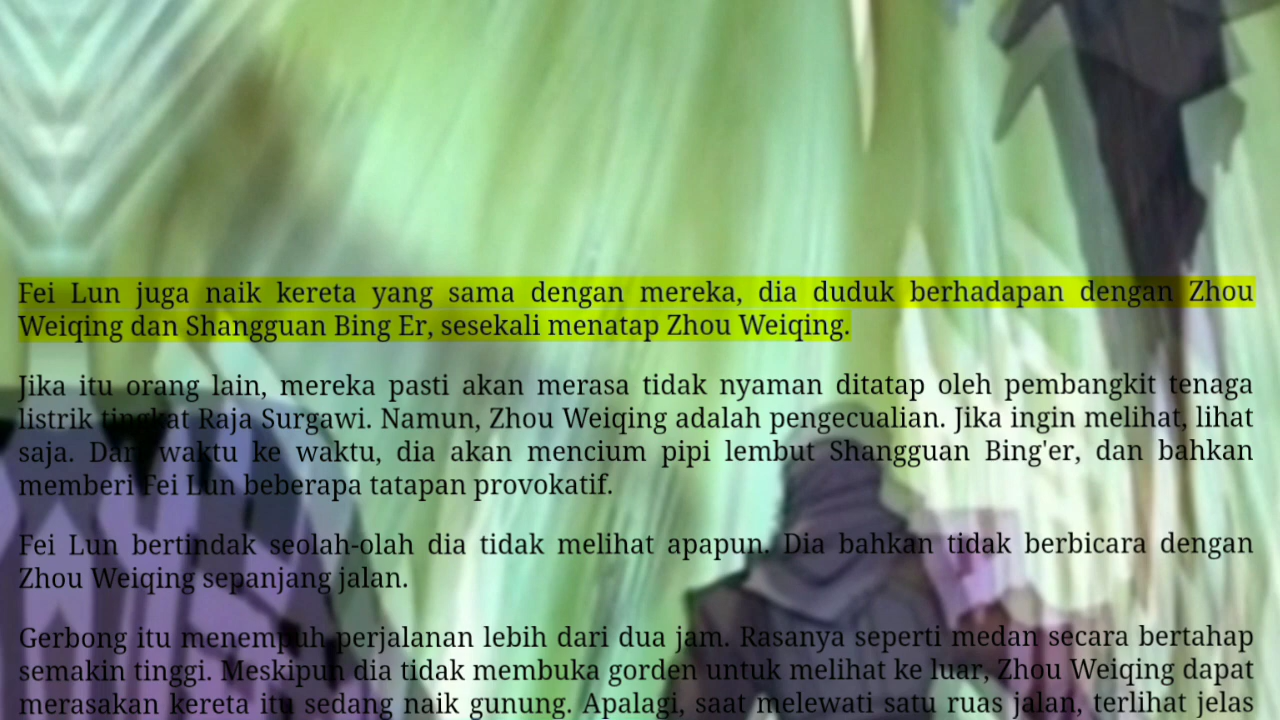 Fei Lun juga naik kereta yang sama dengan mereka, dia duduk berhadapan dengan Zhou
Weiqing dan Shangguan Bing Er, sesekali menatap Zhou Weiqing.
Jika itu orang lain, mereka pasti akan merasa tidak nyaman ditatap oleh pembangkit tenaga
listrik tingkat Raja Surgawi. Namun, Zhou Weiqing adalah pengecualian. Jika ingin melihat, lihat
saja. Dari waktu ke waktu, dia akan mencium pipi lembut Shangguan Bing'er, dan bahkan
memberi Fei Lun beberapa tatapan provokatif.
Fei Lun bertindak seolah-olah dia tidak melihat apapun. Dia bahkan tidak berbicara dengan
Zhou Weiqing sepanjang jalan.
Gerbong itu menempuh perjalanan lebih dari dua jam. Rasanya seperti medan secara bertahap
semakin tinggi. Meskipun dia tidak membuka gorden untuk melihat ke luar, Zhou Weiqing dapat
merasakan kereta itu sedang naik gunung. Apalagi, saat melewati satu ruas jalan, terlihat jelas